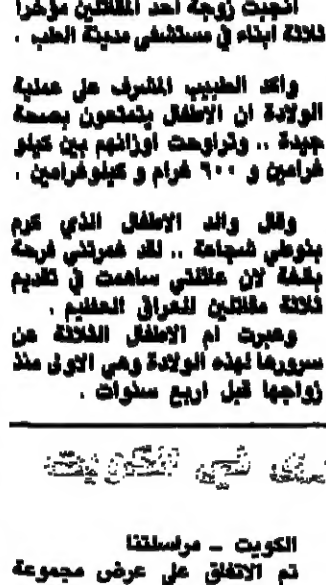 انجبت زوجة احد المقاتلين مؤخرا
ثلاثة ابناء في مستشفى مدينة الطب .
واكد الطبيب المشرف على عملية
الولادة ان الاطفال يتمتعون بصحة
جيدة .. وتراوحت اوزانهم بين كيلو
غرامين و ٦٠٠ غرام و كيلوغرامين .
وقال والد الاطفال الذي كرم
بنوطي شجاعة .. لقد غمرتني فرحة
بالغة لان عائلتي ساهمت في تقديم
ثلاثة مقاتلين للعراق العظيم .
وعبرت ام الاطفال الثلاثة عن
سرورها لهذه الولادة وهي الاولى منذ
زواجها قبل اربع سنوات .
في الكويت
الكويت - مراسلتنا
تم الاتفاق على عرض مجموعة